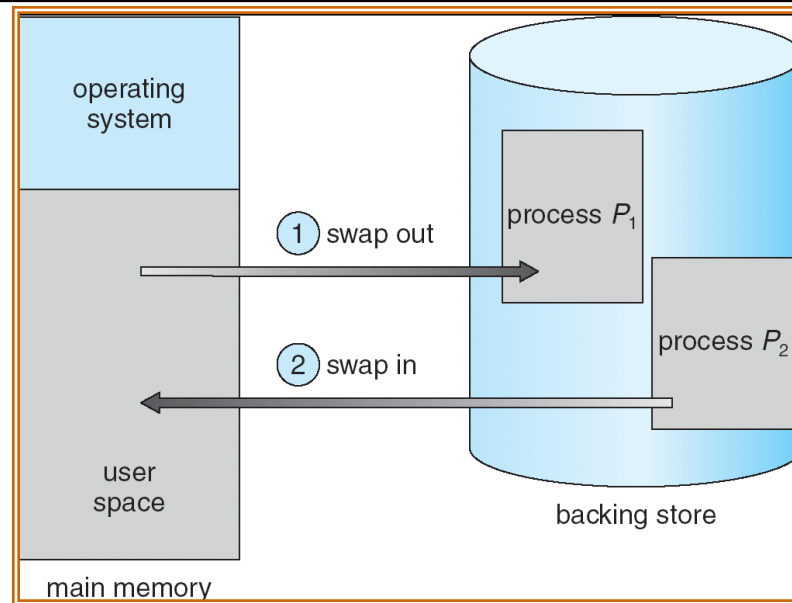 operating
system
process P₁
1 swap out
process P₂
2 swap in
user
space
backing store
main memory